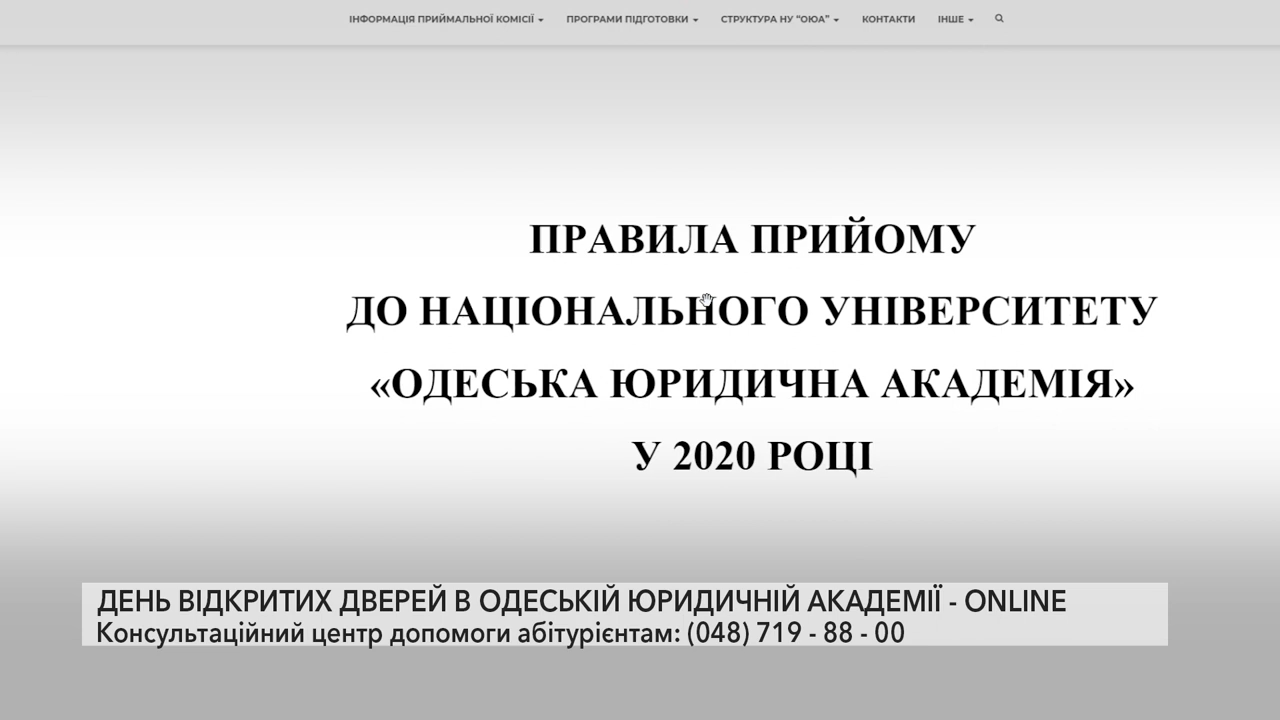 ІНФОРМАЦІЯ ПРИЙМАЛЬНОЇ КОМІСІЇ ПРОГРАМИ ПІДГОТОВКИ СТРУКТУРА НУ "ОЮА" КОНТАКТИ ІНШЕ
ПРАВИЛА ПРИЙОМУ
ДО НАЦІОНАЛЬНОГО УНІВЕРСИТЕТУ
«ОДЕСЬКА ЮРИДИЧНА АКАДЕМІЯ»
У 2020 РОЦІ
ДЕНЬ ВІДКРИТИХ ДВЕРЕЙ В ОДЕСЬКІЙ ЮРИДИЧНІЙ АКАДЕМІЇ - ONLINE
Консультаційний центр допомоги абітурієнтам: (048) 719 - 88 - 00